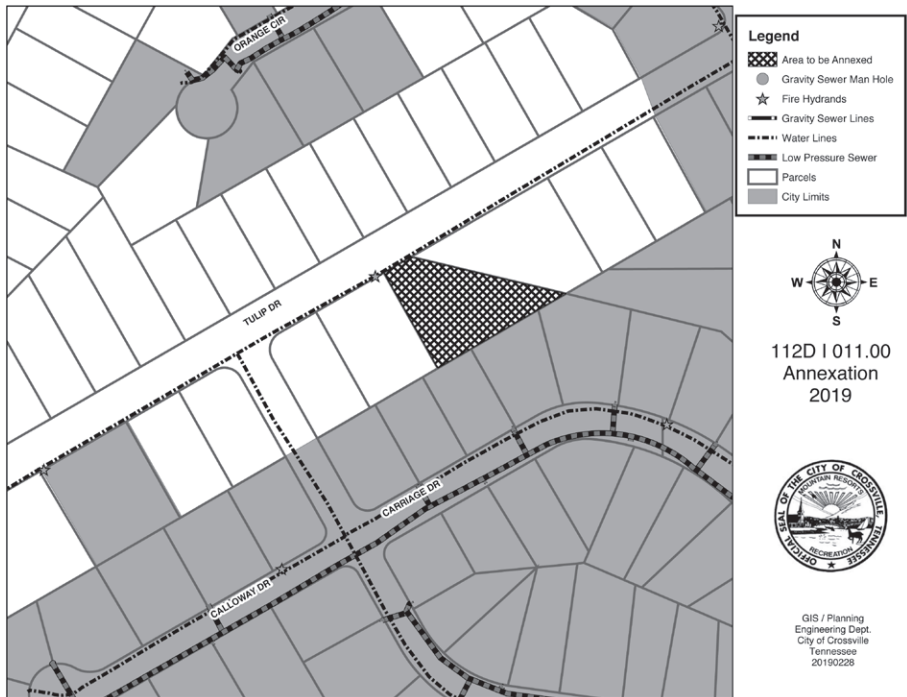 ORANGE CIR
TULIP DR
CARRIAGE DR
CALLOWAY DR
Legend
Area to be Annexed
Gravity Sewer Man Hole
Fire Hydrands
Gravity Sewer Lines
Water Lines
Low Pressure Sewer
Parcels
City Limits
N
W E
S
112D I 011.00
Annexation
2019
OFFICIAL SEAL OF THE CITY OF CROSSVILLE TENNESSEE
MOUNTAIN RESORTS
RECREATION
GIS / Planning
Engineering Dept.
City of Crossville
Tennessee
20190228